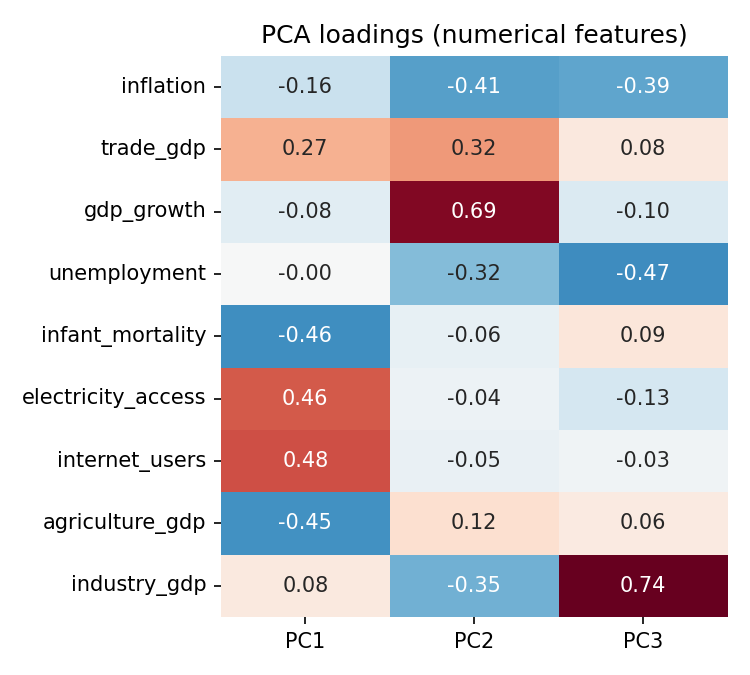 PCA loadings (numerical features)
inflation -0.16 -0.41 -0.39
trade_gdp 0.27 0.32 0.08
gdp_growth -0.08 0.69 -0.10
unemployment -0.00 -0.32 -0.47
infant_mortality -0.46 -0.06 0.09
electricity_access 0.46 -0.04 -0.13
internet_users 0.48 -0.05 -0.03
agriculture_gdp -0.45 0.12 0.06
industry_gdp 0.08 -0.35 0.74
PC1 PC2 PC3